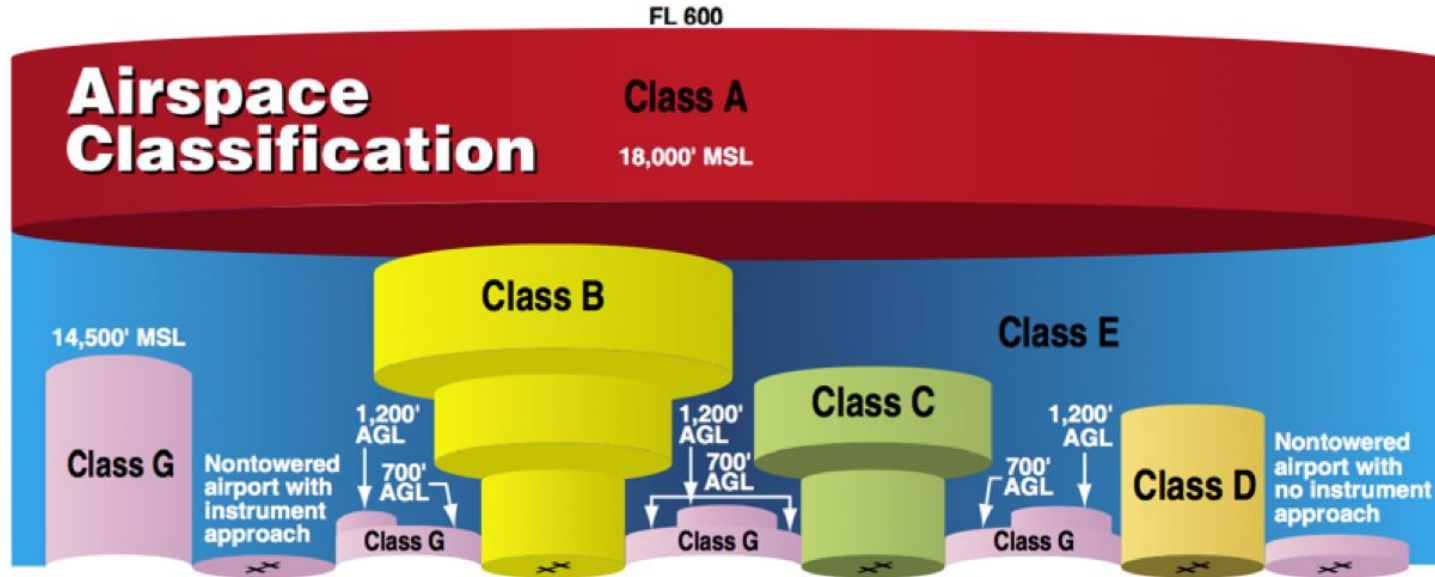 FL 600
Airspace
Classification
Class A
18,000' MSL
Class B
Class E
14,500' MSL
Class G
Nontowered
airport with
instrument
approach
1,200'
AGL
700'
AGL
Class G
1,200'
AGL
700'
AGL
Class G
Class C
700'
AGL
1,200'
AGL
Class G
Class D
Nontowered
airport with
no instrument
approach